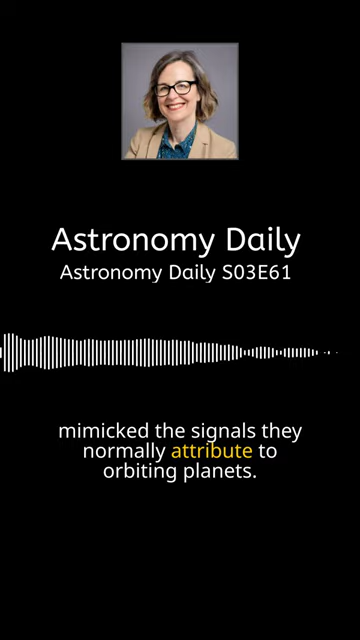 Astronomy Daily
Astronomy Daily S03E61
mimicked the signals they
normally attribute to
orbiting planets.